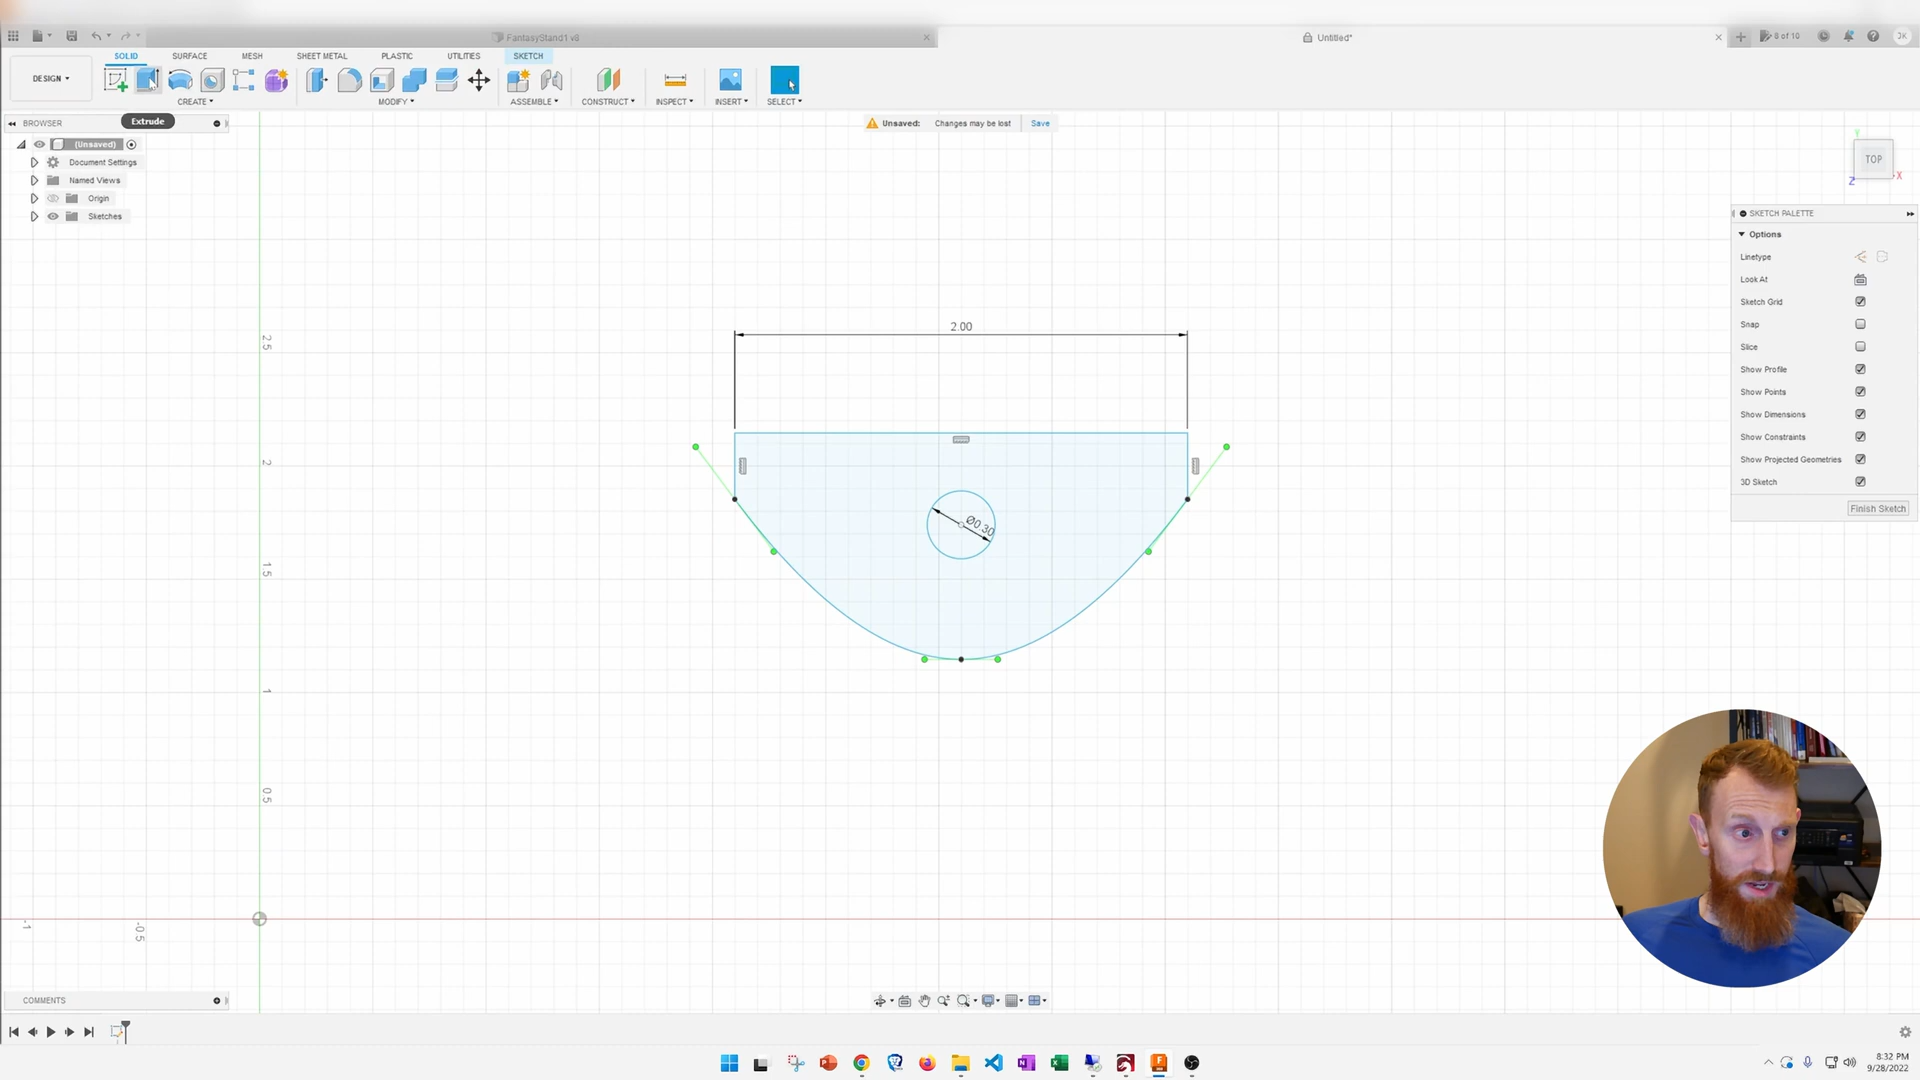 FantasyStand1 v8
Untitled*
8 of 10
JK
DESIGN
SOLID
SURFACE
MESH
SHEET METAL
PLASTIC
UTILITIES
SKETCH
CREATE
MODIFY
ASSEMBLE
CONSTRUCT
INSPECT
INSERT
SELECT
Extrude
BROWSER
Unsaved:
Changes may be lost
Save
(Unsaved)
Document Settings
Named Views
Origin
Sketches
Y
TOP
Z
X
SKETCH PALETTE
Options
Linetype
Look At
Sketch Grid
Snap
Slice
Show Profile
Show Points
Show Dimensions
Show Constraints
Show Projected Geometries
3D Sketch
Finish Sketch
2.00
Ø0.30
2.5
2
1.5
1
0.5
-1
-0.5
COMMENTS
8:32 PM
9/28/2022